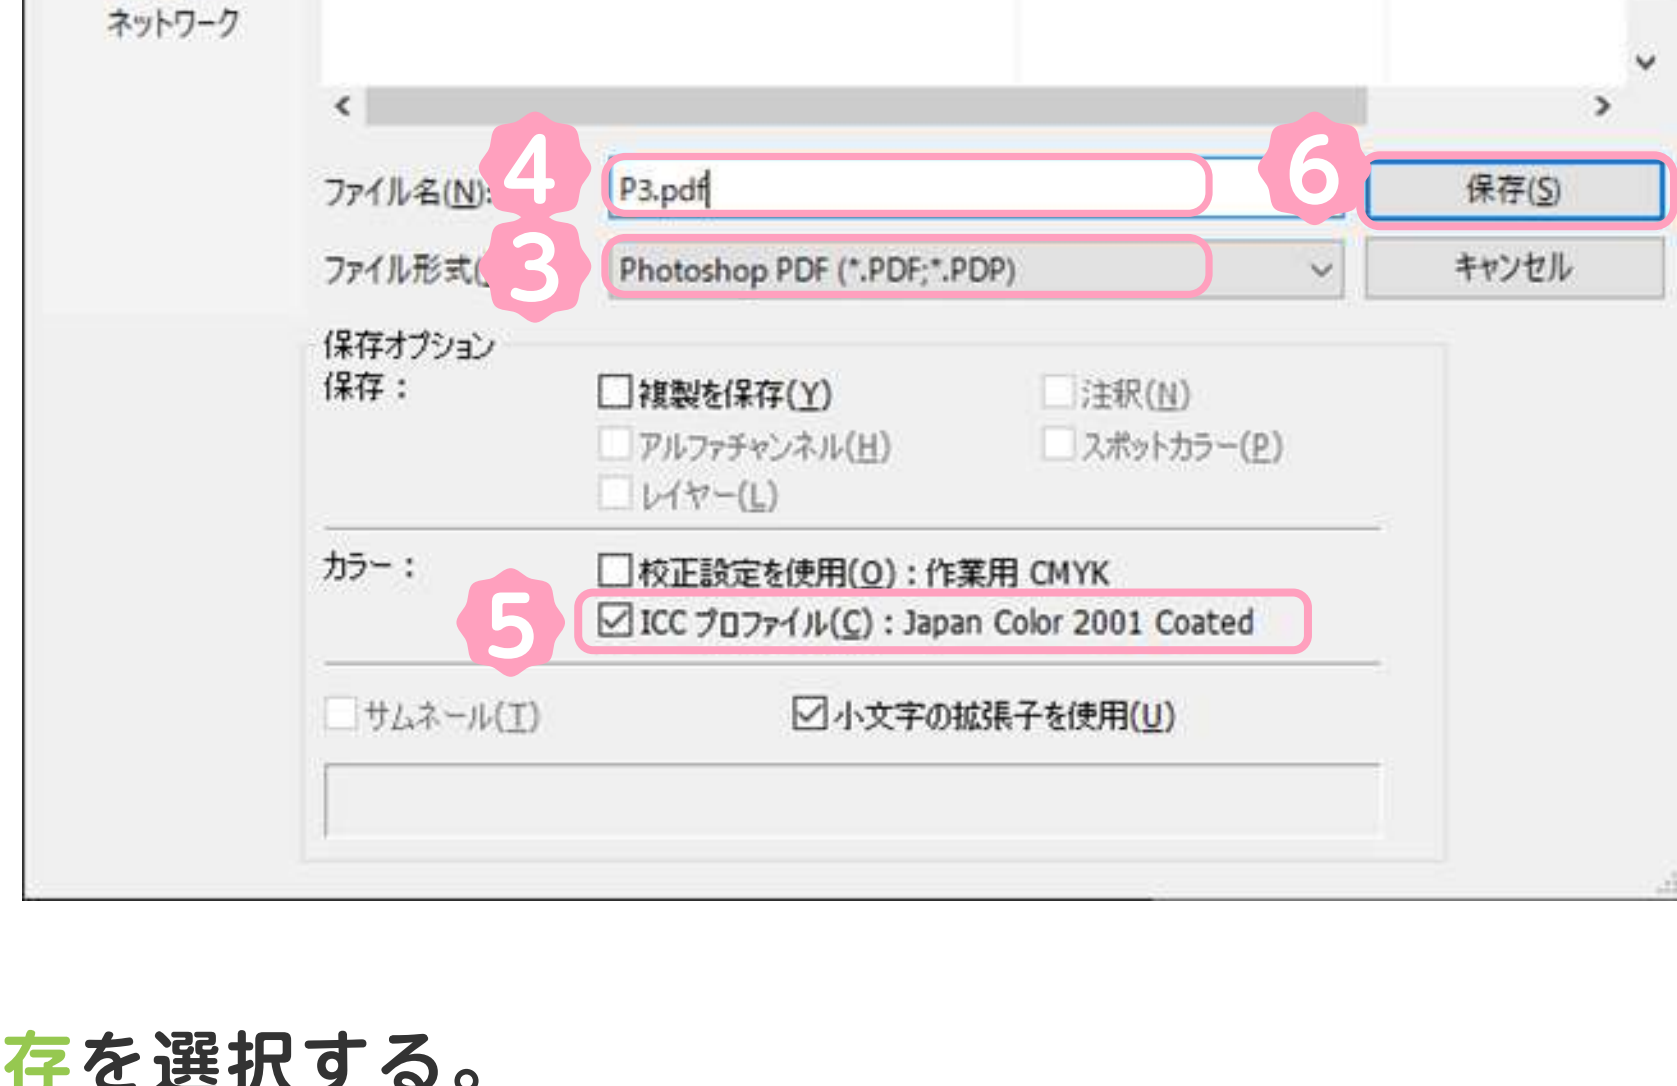 ネットワーク
ファイル名(N): 4 P3.pdf 6 保存(S)
ファイル形式( 3 Photoshop PDF (*.PDF;*.PDP) キャンセル
保存オプション
保存: 複製を保存(Y) 注釈(N)
アルファチャンネル(H) スポットカラー(P)
レイヤー(L)
カラー: 校正設定を使用(O):作業用 CMYK
5 ICC プロファイル(C):Japan Color 2001 Coated
サムネール(T) 小文字の拡張子を使用(U)
存を選択する。